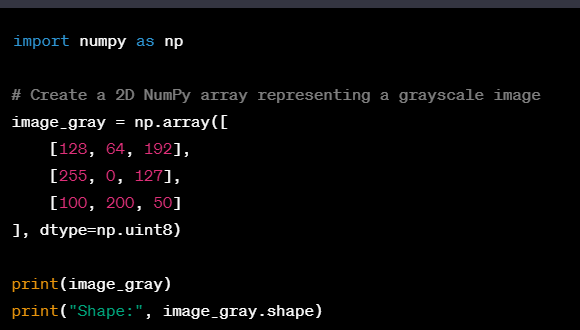 import numpy as np
# Create a 2D NumPy array representing a grayscale image
image_gray = np.array([
    [128, 64, 192],
    [255, 0, 127],
    [100, 200, 50]
], dtype=np.uint8)
print(image_gray)
print("Shape:", image_gray.shape)